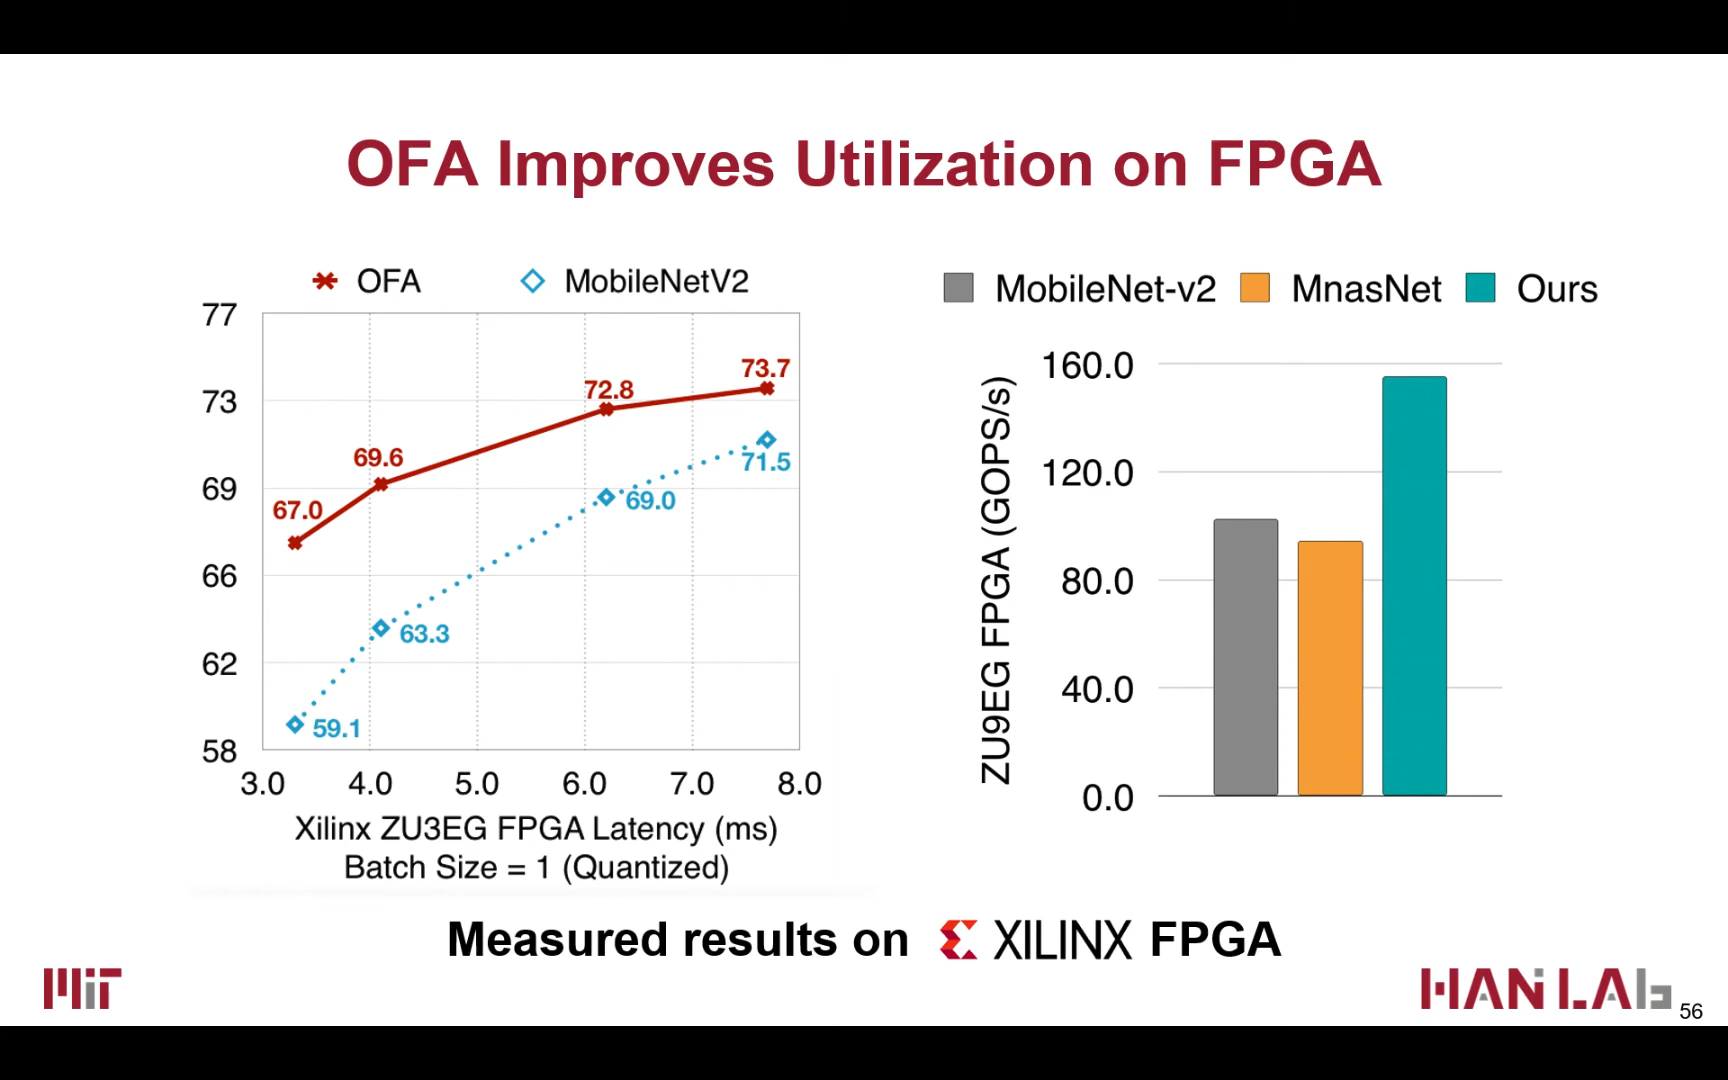 OFA Improves Utilization on FPGA
OFA
MobileNetV2
77
73
69
66
62
58
67.0
69.6
72.8
73.7
59.1
63.3
69.0
71.5
3.0 4.0 5.0 6.0 7.0 8.0
Xilinx ZU3EG FPGA Latency (ms)
Batch Size = 1 (Quantized)
MobileNet-v2 MnasNet Ours
ZU9EG FPGA (GOPS/s)
160.0
120.0
80.0
40.0
0.0
Measured results on XILINX FPGA
MIT
HAN LAb
56